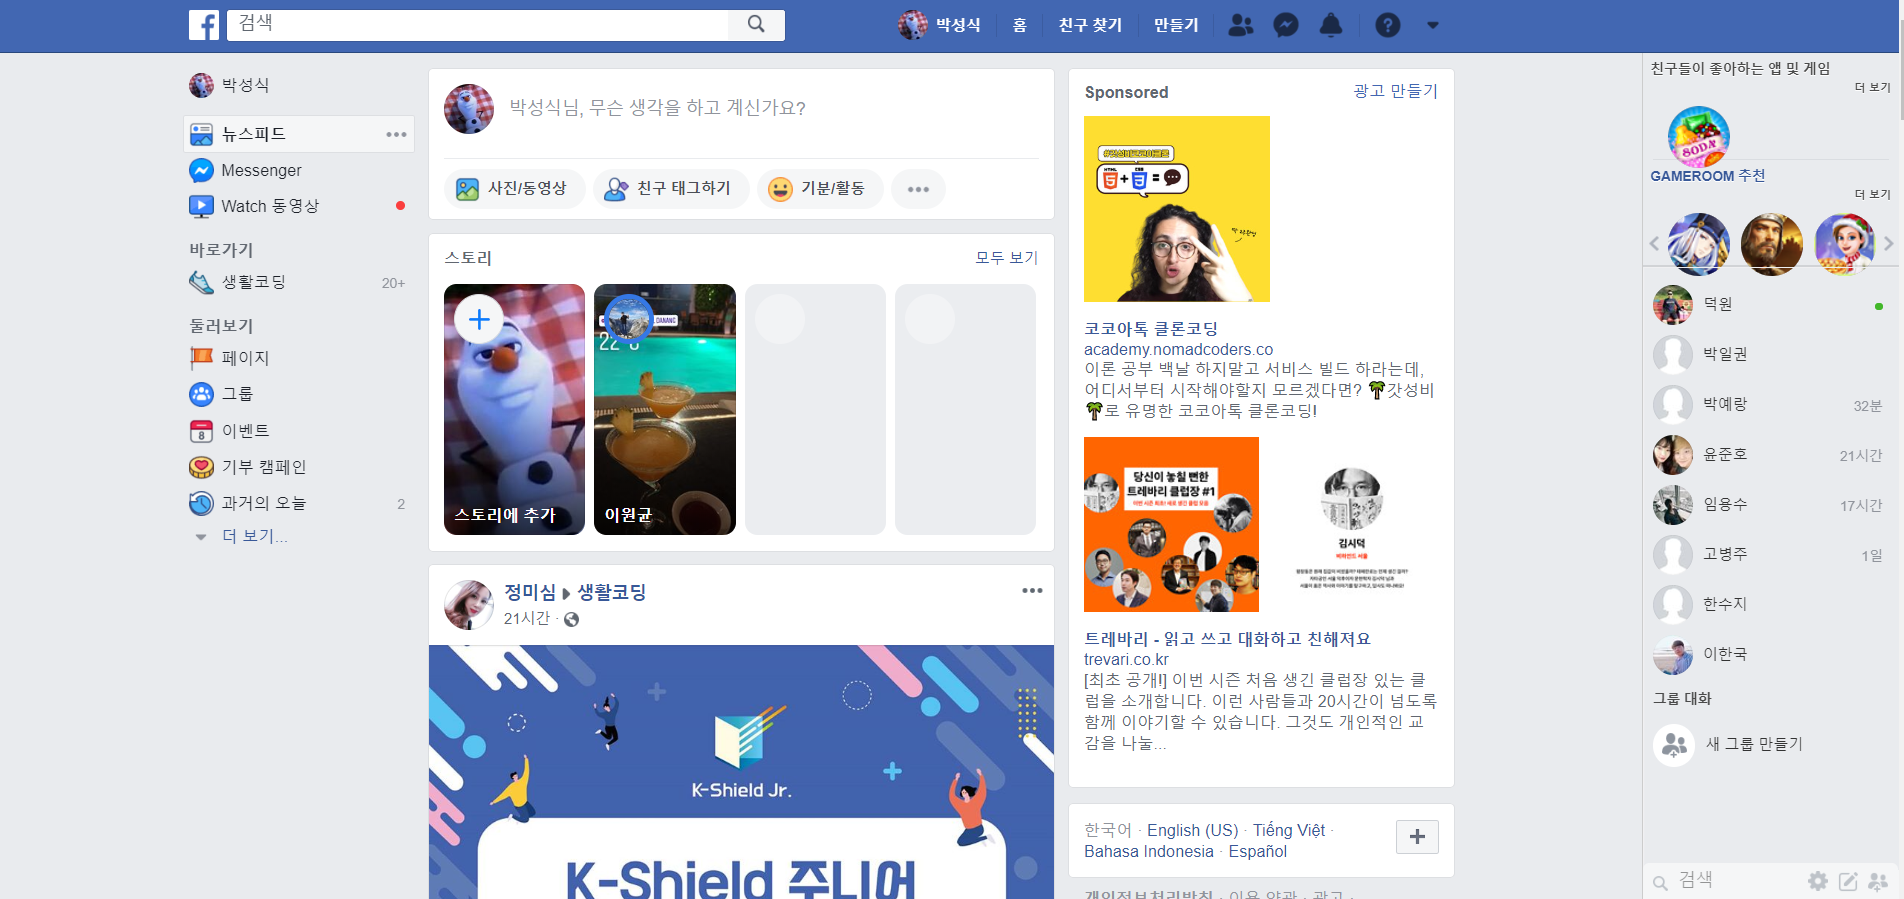 검색
박성식
홈
친구 찾기
만들기
박성식
뉴스피드
Messenger
Watch 동영상
바로가기
생활코딩
20+
둘러보기
페이지
그룹
8
이벤트
기부 캠페인
과거의 오늘
2
더 보기...
박성식님, 무슨 생각을 하고 계신가요?
사진/동영상
친구 태그하기
기분/활동
스토리
모두 보기
스토리에 추가
이원균
정미심 ▶ 생활코딩
21시간 ·
K-Shield Jr.
K-Shield 주니어
Sponsored
광고 만들기
HTML + CSS =
코코아톡 클론코딩
academy.nomadcoders.co
이론 공부 백날 하지말고 서비스 빌드 하라는데,
어디서부터 시작해야할지 모르겠다면? 🌴갓성비
🌴로 유명한 코코아톡 클론코딩!
당신이 놓칠 뻔한
트레바리 클럽장 #1
김시덕
트레바리 - 읽고 쓰고 대화하고 친해져요
trevari.co.kr
[최초 공개!] 이번 시즌 처음 생긴 클럽장 있는 클
럽을 소개합니다. 이런 사람들과 20시간이 넘도록
함께 이야기할 수 있습니다. 그것도 개인적인 교
감을 나눌...
한국어 · English (US) · Tiếng Việt ·
Bahasa Indonesia · Español
개인정보처리방침 · 이용 약관 · 광고 ·
친구들이 좋아하는 앱 및 게임
더 보기
SODA
GAMEROOM 추천
더 보기
덕원
박일권
박예랑
32분
윤준호
21시간
임용수
17시간
고병주
1일
한수지
이한국
그룹 대화
새 그룹 만들기
검색